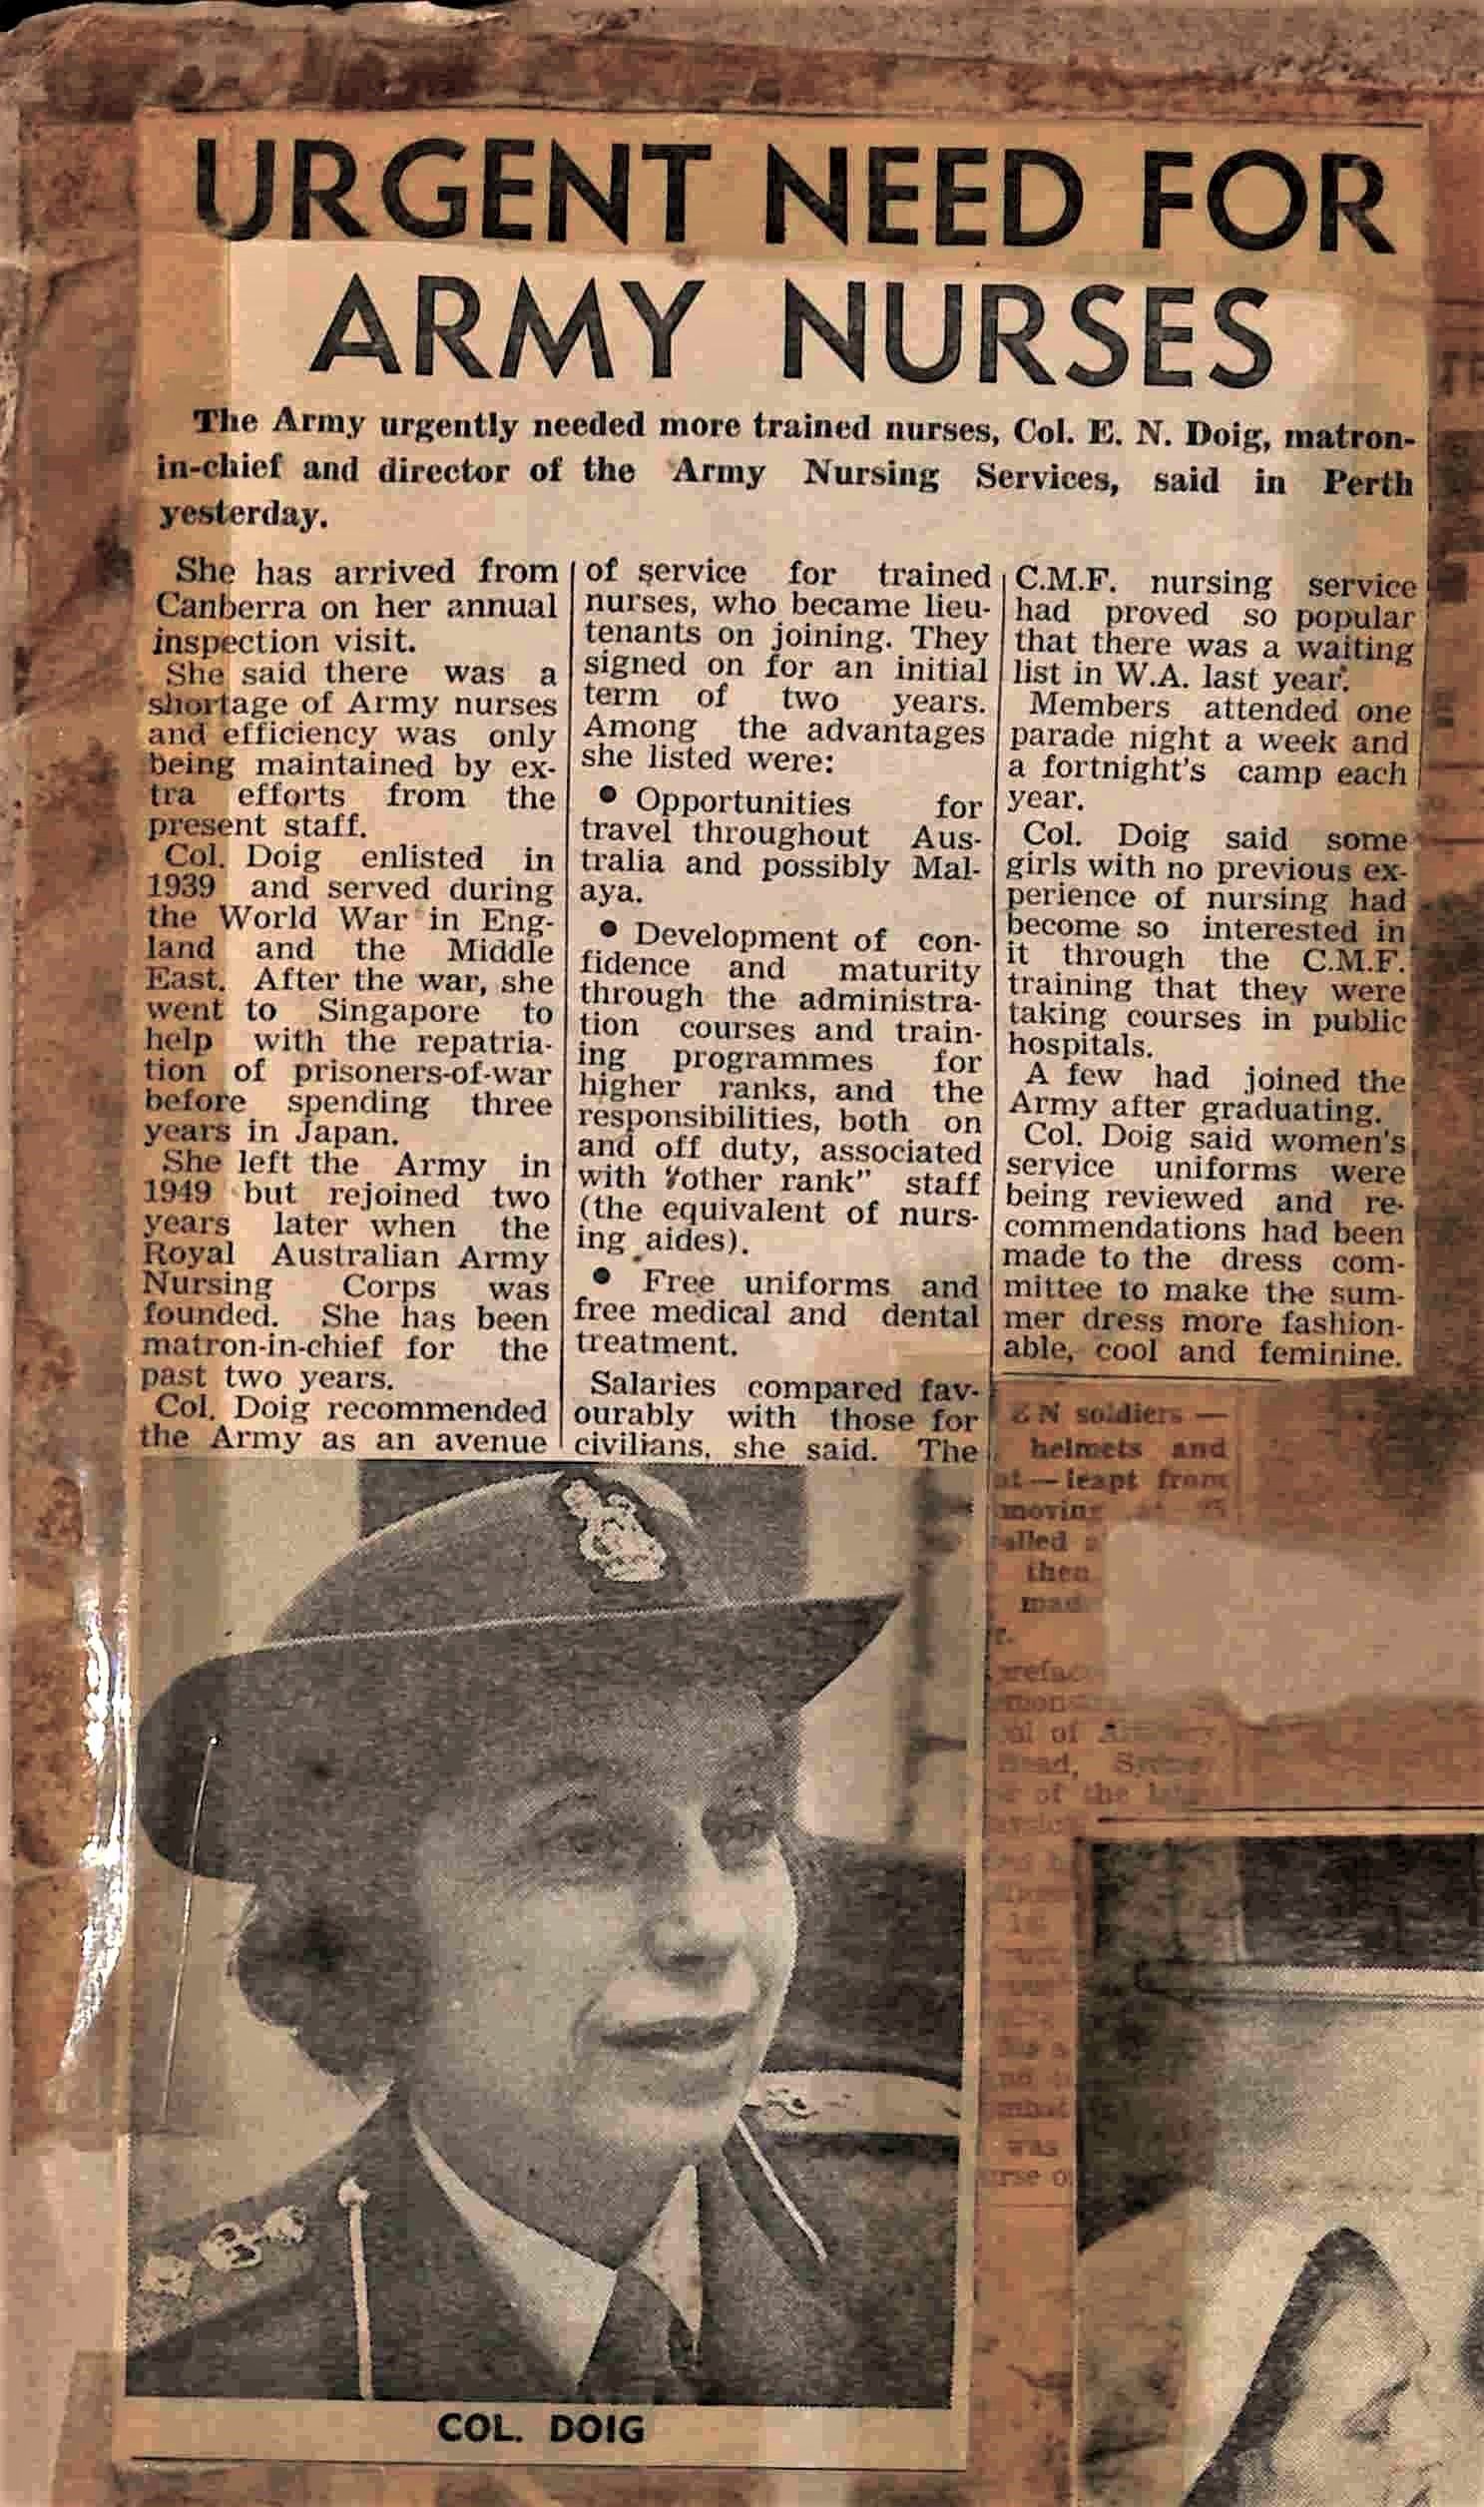 URGENT NEED FOR
ARMY NURSES
The Army urgently needed more trained nurses, Col. E. N. Doig, matron-
in-chief and director of the Army Nursing Services, said in Perth
yesterday.
She has arrived from
Canberra on her annual
inspection visit.
She said there was a
shortage of Army nurses
and efficiency was only
being maintained by ex-
tra efforts from the
present staff.
Col. Doig enlisted in
1939 and served during
the World War in Eng-
land and the Middle
East. After the war, she
went to Singapore to
help with the repatria-
tion of prisoners-of-war
before spending three
years in Japan.
She left the Army in
1949 but rejoined two
years later when the
Royal Australian Army
Nursing Corps was
founded. She has been
matron-in-chief for the
past two years.
Col. Doig recommended
the Army as an avenue
of service for trained
nurses, who became lieu-
tenants on joining. They
signed on for an initial
term of two years.
Among the advantages
she listed were:
• Opportunities for
travel throughout Aus-
tralia and possibly Mal-
aya.
• Development of con-
fidence and maturity
through the administra-
tion courses and train-
ing programmes for
higher ranks, and the
responsibilities, both on
and off duty, associated
with "other rank" staff
(the equivalent of nurs-
ing aides).
• Free uniforms and
free medical and dental
treatment.
Salaries compared fav-
ourably with those for
civilians, she said. The
C.M.F. nursing service
had proved so popular
that there was a waiting
list in W.A. last year.
Members attended one
parade night a week and
a fortnight's camp each
year.
Col. Doig said some
girls with no previous ex-
perience of nursing had
become so interested in
it through the C.M.F.
training that they were
taking courses in public
hospitals.
A few had joined the
Army after graduating.
Col. Doig said women's
service uniforms were
being reviewed and re-
commendations had been
made to the dress com-
mittee to make the sum-
mer dress more fashion-
able, cool and feminine.
soldiers —
helmets and
— leapt from
moving
then
of the
was
COL. DOIG